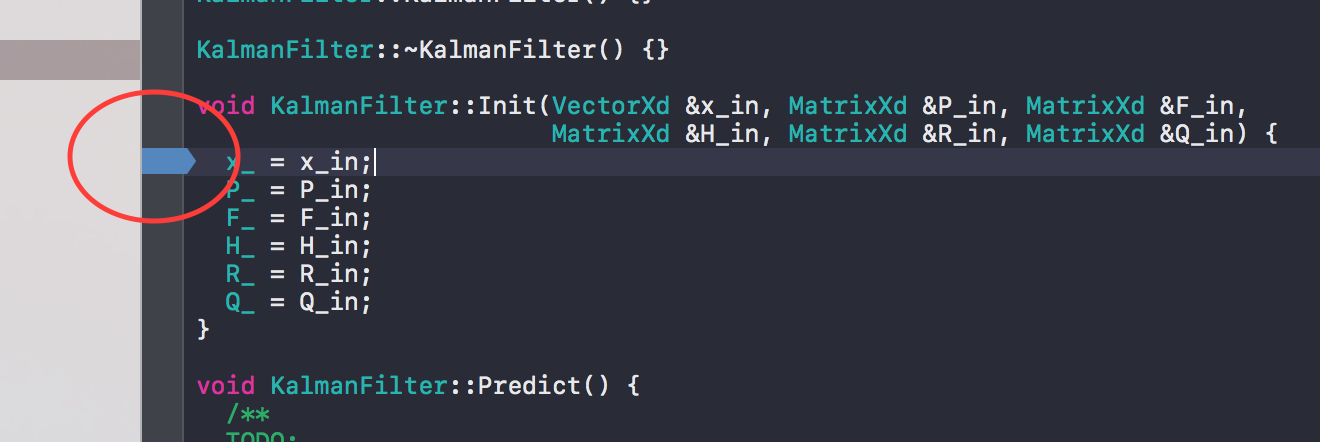 KalmanFilter::KalmanFilter() {}
KalmanFilter::~KalmanFilter() {}
void KalmanFilter::Init(VectorXd &x_in, MatrixXd &P_in, MatrixXd &F_in,
MatrixXd &H_in, MatrixXd &R_in, MatrixXd &Q_in) {
x_ = x_in;
P_ = P_in;
F_ = F_in;
H_ = H_in;
R_ = R_in;
Q_ = Q_in;
}
void KalmanFilter::Predict() {
/**
TODO: